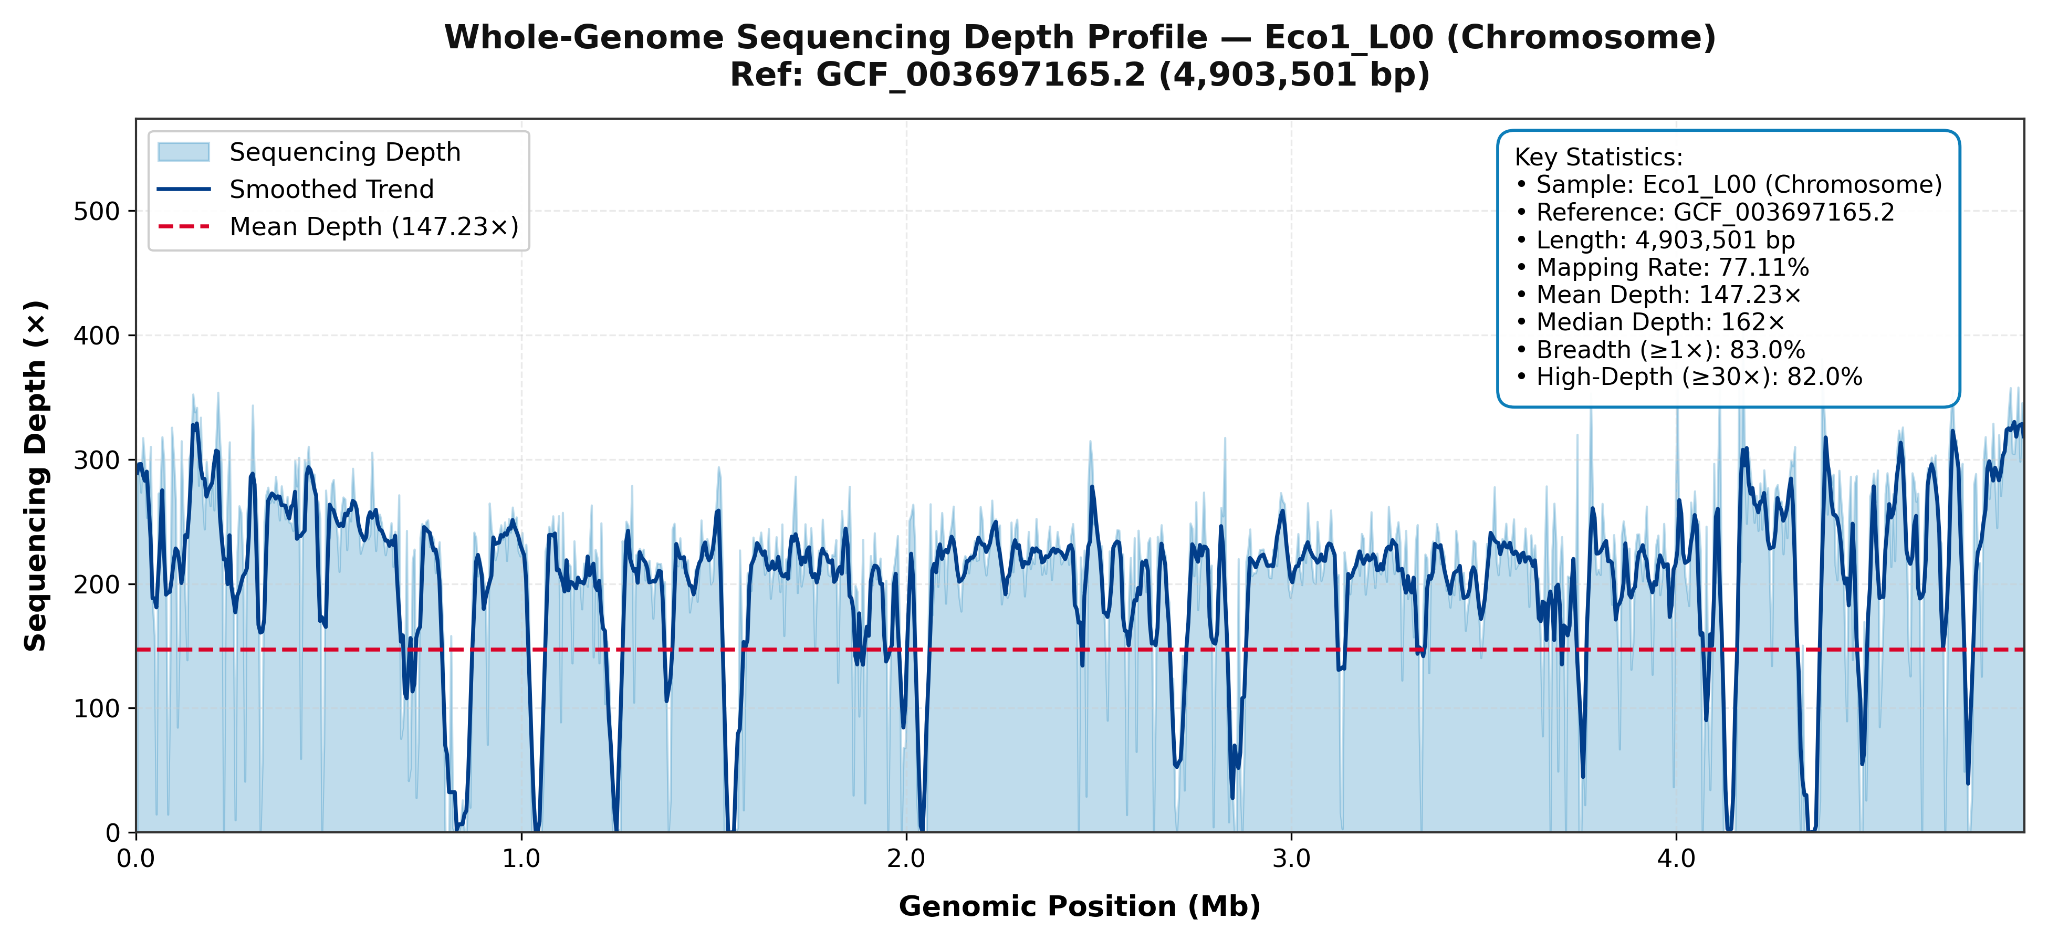 Whole-Genome Sequencing Depth Profile — Eco1_L00 (Chromosome)
Ref: GCF_003697165.2 (4,903,501 bp)
Sequencing Depth
Smoothed Trend
Mean Depth (147.23×)
Key Statistics:
• Sample: Eco1_L00 (Chromosome)
• Reference: GCF_003697165.2
• Length: 4,903,501 bp
• Mapping Rate: 77.11%
• Mean Depth: 147.23×
• Median Depth: 162×
• Breadth (≥1×): 83.0%
• High-Depth (≥30×): 82.0%
Sequencing Depth (×)
500
400
300
200
100
0
0.0 1.0 2.0 3.0 4.0
Genomic Position (Mb)